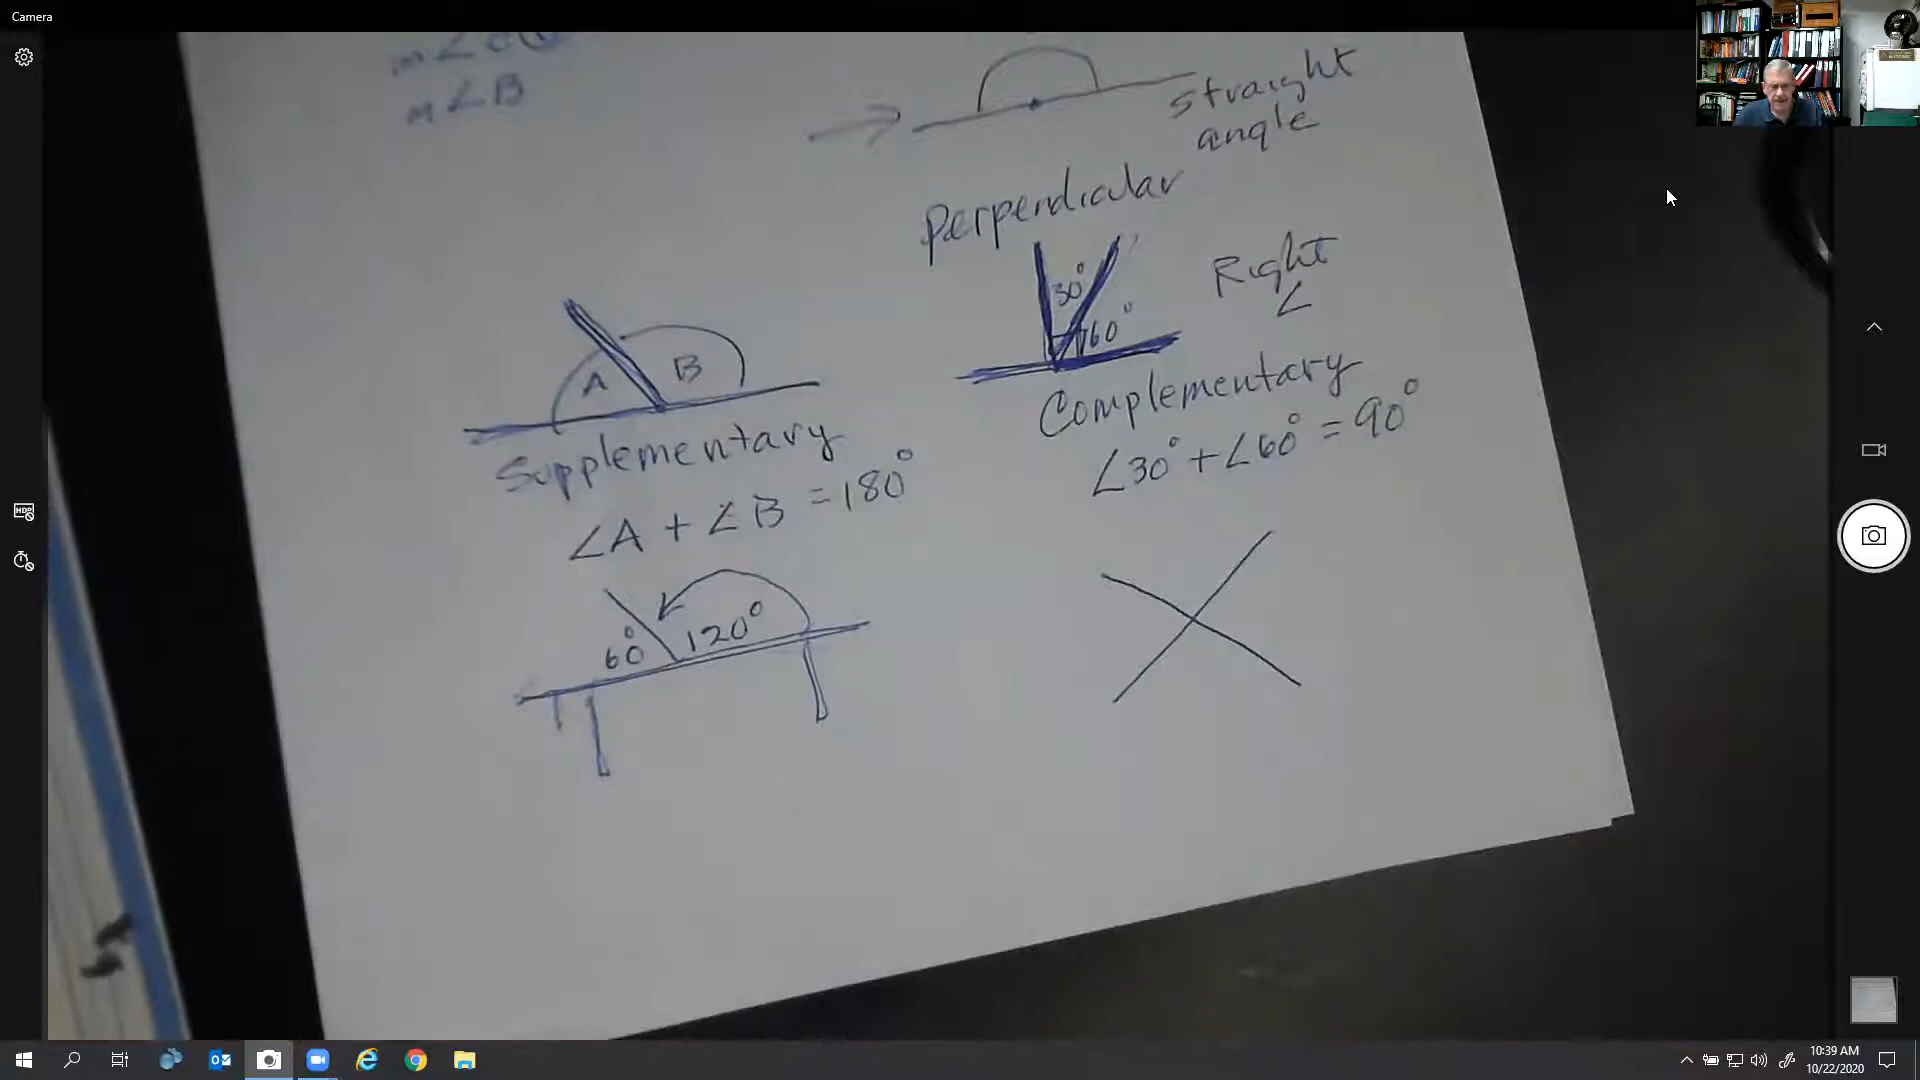 Camera
m∠B
straight
angle
Perpendicular
30°
60°
Right
∠
A
B
Supplementary
∠A + ∠B = 180°
Complementary
∠30° + ∠60° = 90°
60°
120°
HDR
10:39 AM
10/22/2020